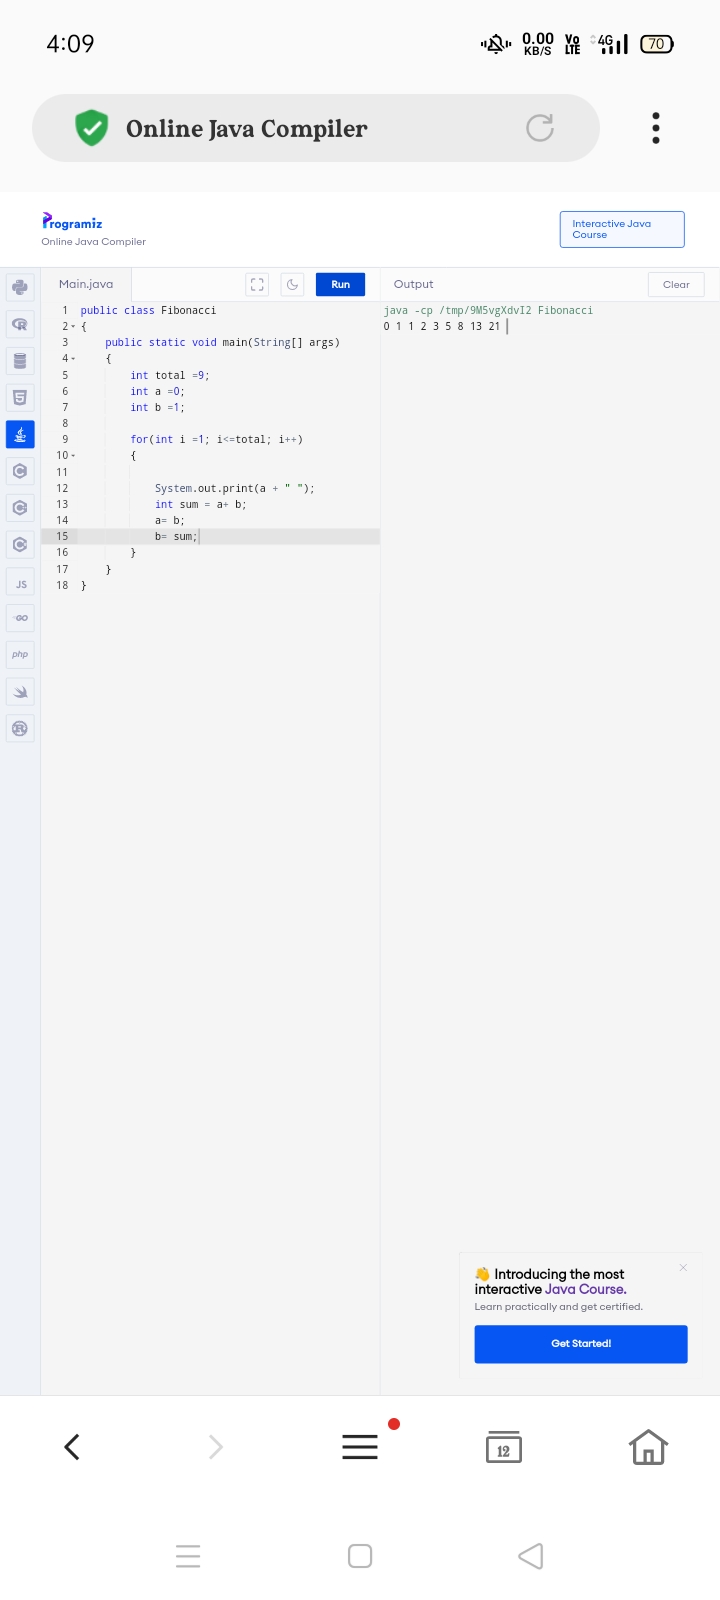 4:09
0.00
KB/S
Vo
LTE
4G
70
Online Java Compiler
Programiz
Online Java Compiler
Interactive Java
Course
Main.java
Run
Output
Clear
1 public class Fibonacci
2 {
3     public static void main(String[] args)
4     {
5         int total =9;
6         int a =0;
7         int b =1;
8
9         for(int i =1; i<=total; i++)
10         {
11
12             System.out.print(a + " ");
13             int sum = a+ b;
14             a= b;
15             b= sum;
16         }
17     }
18 }
java -cp /tmp/9M5vgXdvI2 Fibonacci
0 1 1 2 3 5 8 13 21
JS
GO
php
👋 Introducing the most
interactive Java Course.
Learn practically and get certified.
Get Started!
12